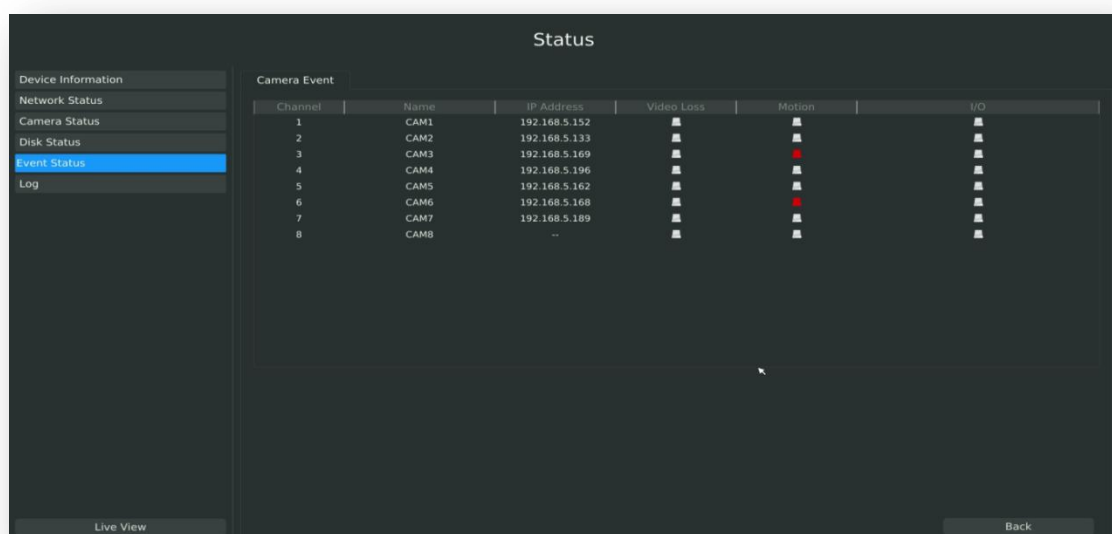 Status
Device Information
Network Status
Camera Status
Disk Status
Event Status
Log
Camera Event
Channel Name IP Address Video Loss Motion I/O
1 CAM1 192.168.5.152
2 CAM2 192.168.5.133
3 CAM3 192.168.5.169
4 CAM4 192.168.5.196
5 CAM5 192.168.5.162
6 CAM6 192.168.5.168
7 CAM7 192.168.5.189
8 CAM8 --
Live View
Back